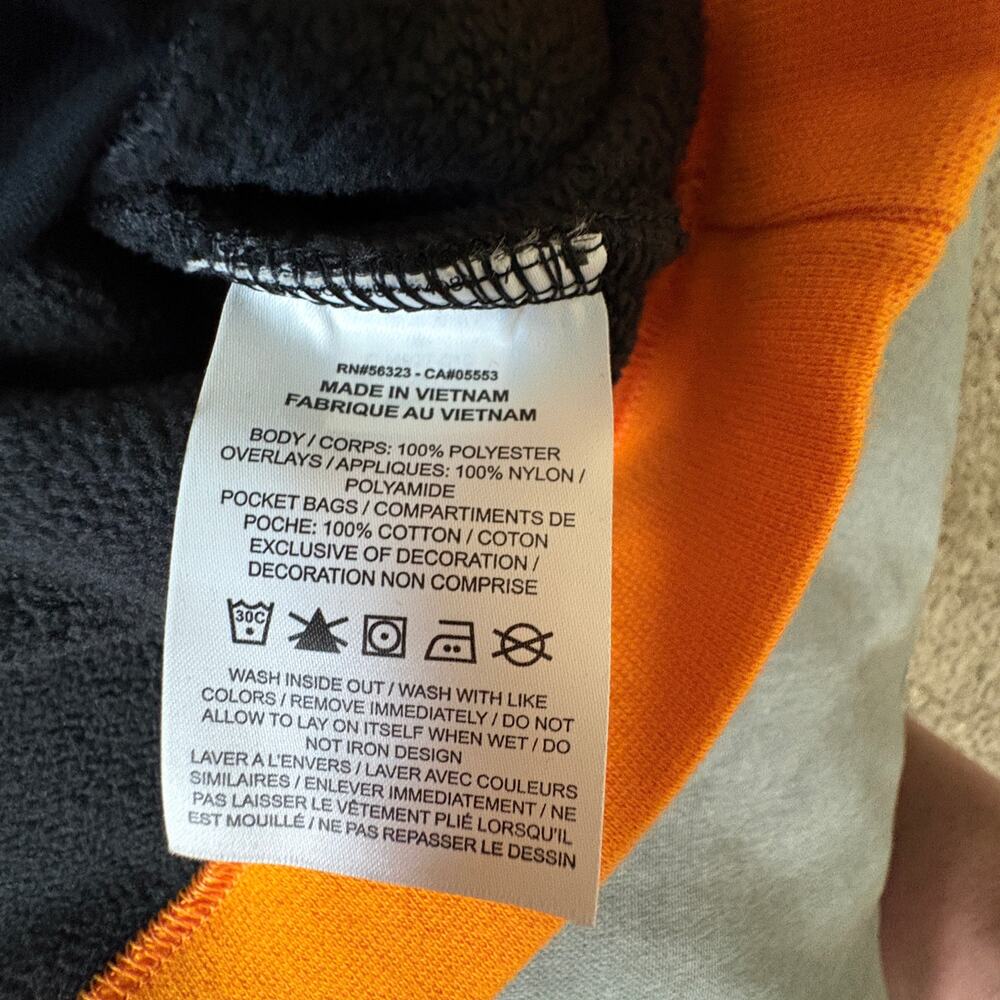 RN#56323 - CA#05553
MADE IN VIETNAM
FABRIQUE AU VIETNAM
BODY / CORPS: 100% POLYESTER
OVERLAYS / APPLIQUES: 100% NYLON /
POLYAMIDE
POCKET BAGS / COMPARTIMENTS DE
POCHE: 100% COTTON / COTON
EXCLUSIVE OF DECORATION /
DECORATION NON COMPRISE
30C
WASH INSIDE OUT / WASH WITH LIKE
COLORS / REMOVE IMMEDIATELY / DO NOT
ALLOW TO LAY ON ITSELF WHEN WET / DO
NOT IRON DESIGN
LAVER A L'ENVERS / LAVER AVEC COULEURS
SIMILAIRES / ENLEVER IMMEDIATEMENT / NE
PAS LAISSER LE VÊTEMENT PLIÉ LORSQU'IL
EST MOUILLÉ / NE PAS REPASSER LE DESSIN